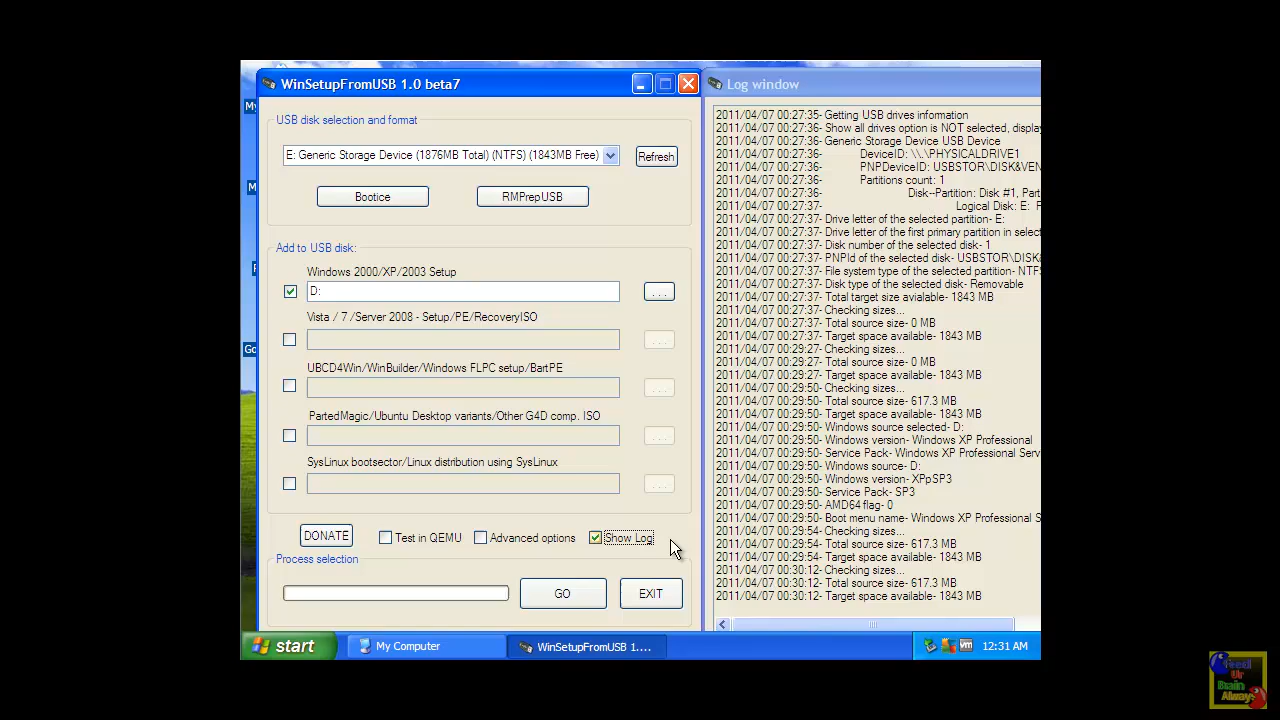 WinSetupFromUSB 1.0 beta7
USB disk selection and format
E: Generic Storage Device (1876MB Total) (NTFS) (1843MB Free)
Refresh
Bootice
RMPrepUSB
Add to USB disk:
Windows 2000/XP/2003 Setup
D:
...
Vista / 7 /Server 2008 - Setup/PE/RecoveryISO
...
UBCD4Win/WinBuilder/Windows FLPC setup/BartPE
...
PartedMagic/Ubuntu Desktop variants/Other G4D comp. ISO
...
SysLinux bootsector/Linux distribution using SysLinux
...
DONATE
Test in QEMU
Advanced options
Show Log
Process selection
GO
EXIT
Log window
2011/04/07 00:27:35- Getting USB drives information
2011/04/07 00:27:36- Show all drives option is NOT selected, display
2011/04/07 00:27:36- Generic Storage Device USB Device
2011/04/07 00:27:36- DeviceID: \\.\PHYSICALDRIVE1
2011/04/07 00:27:36- PNPDeviceID: USBSTOR\DISK&VEN
2011/04/07 00:27:36- Partitions count: 1
2011/04/07 00:27:36- Disk--Partition: Disk #1, Part
2011/04/07 00:27:37- Logical Disk: E: F
2011/04/07 00:27:37- Drive letter of the selected partition- E:
2011/04/07 00:27:37- Drive letter of the first primary partition in select
2011/04/07 00:27:37- Disk number of the selected disk- 1
2011/04/07 00:27:37- PNPId of the selected disk- USBSTOR\DISK&
2011/04/07 00:27:37- File system type of the selected partition- NTF
2011/04/07 00:27:37- Disk type of the selected disk- Removable
2011/04/07 00:27:37- Total target size avialable- 1843 MB
2011/04/07 00:27:37- Checking sizes...
2011/04/07 00:27:37- Total source size- 0 MB
2011/04/07 00:27:37- Target space available- 1843 MB
2011/04/07 00:29:27- Checking sizes...
2011/04/07 00:29:27- Total source size- 0 MB
2011/04/07 00:29:27- Target space available- 1843 MB
2011/04/07 00:29:50- Checking sizes...
2011/04/07 00:29:50- Total source size- 617.3 MB
2011/04/07 00:29:50- Target space available- 1843 MB
2011/04/07 00:29:50- Windows source selected- D:
2011/04/07 00:29:50- Windows version- Windows XP Professional
2011/04/07 00:29:50- Service Pack- Windows XP Professional Serv
2011/04/07 00:29:50- Windows source- D:
2011/04/07 00:29:50- Windows version- XPpSP3
2011/04/07 00:29:50- Service Pack- SP3
2011/04/07 00:29:50- AMD64 flag- 0
2011/04/07 00:29:50- Boot menu name- Windows XP Professional S
2011/04/07 00:29:54- Checking sizes...
2011/04/07 00:29:54- Total source size- 617.3 MB
2011/04/07 00:29:54- Target space available- 1843 MB
2011/04/07 00:30:12- Checking sizes...
2011/04/07 00:30:12- Total source size- 617.3 MB
2011/04/07 00:30:12- Target space available- 1843 MB
start
My Computer
WinSetupFromUSB 1....
12:31 AM
Feed
Ur
Brain
Always